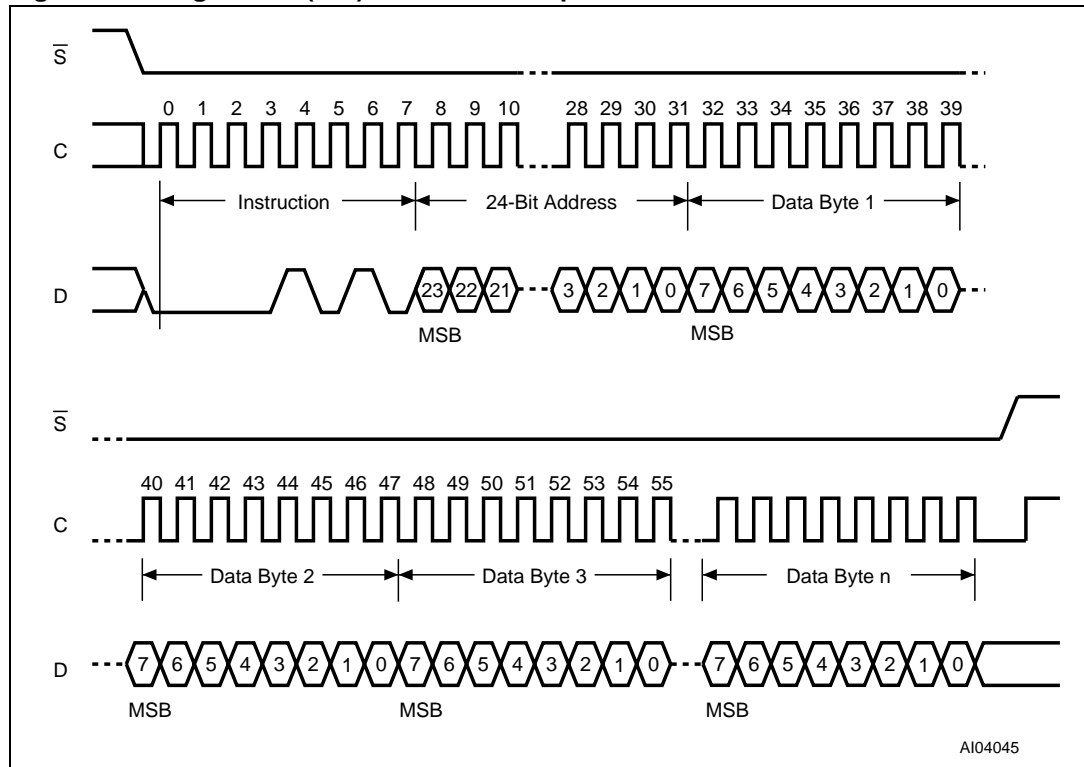 S
0 1 2 3 4 5 6 7 8 9 10 28 29 30 31 32 33 34 35 36 37 38 39
C
Instruction 24-Bit Address Data Byte 1
D 23 22 21 3 2 1 0 7 6 5 4 3 2 1 0
MSB MSB
S
40 41 42 43 44 45 46 47 48 49 50 51 52 53 54 55
C
Data Byte 2 Data Byte 3 Data Byte n
D 7 6 5 4 3 2 1 0 7 6 5 4 3 2 1 0 7 6 5 4 3 2 1 0
MSB MSB MSB
AI04045